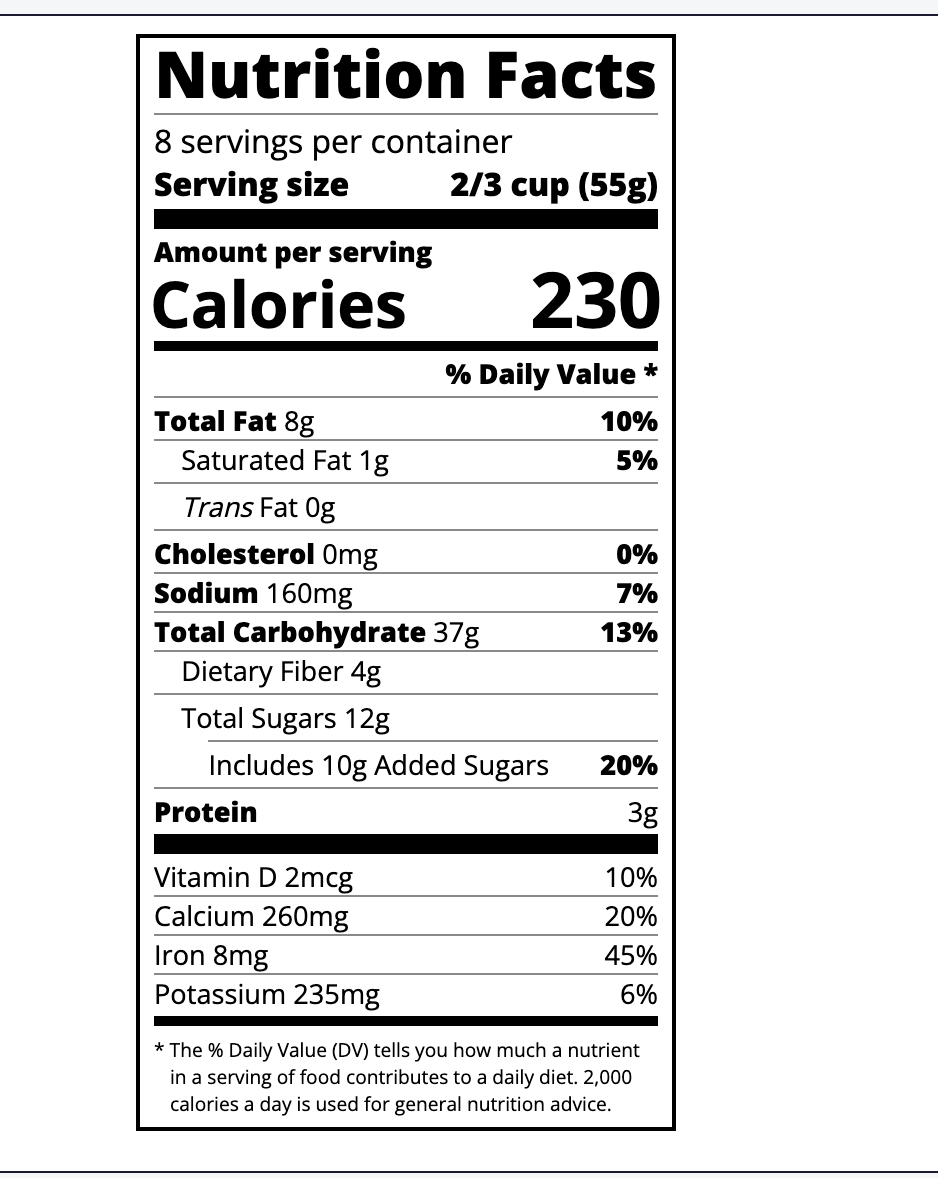 Nutrition Facts
8 servings per container
Serving size 2/3 cup (55g)
Amount per serving
Calories 230
% Daily Value *
Total Fat 8g 10%
Saturated Fat 1g 5%
Trans Fat 0g
Cholesterol 0mg 0%
Sodium 160mg 7%
Total Carbohydrate 37g 13%
Dietary Fiber 4g
Total Sugars 12g
Includes 10g Added Sugars 20%
Protein 3g
Vitamin D 2mcg 10%
Calcium 260mg 20%
Iron 8mg 45%
Potassium 235mg 6%
* The % Daily Value (DV) tells you how much a nutrient
in a serving of food contributes to a daily diet. 2,000
calories a day is used for general nutrition advice.